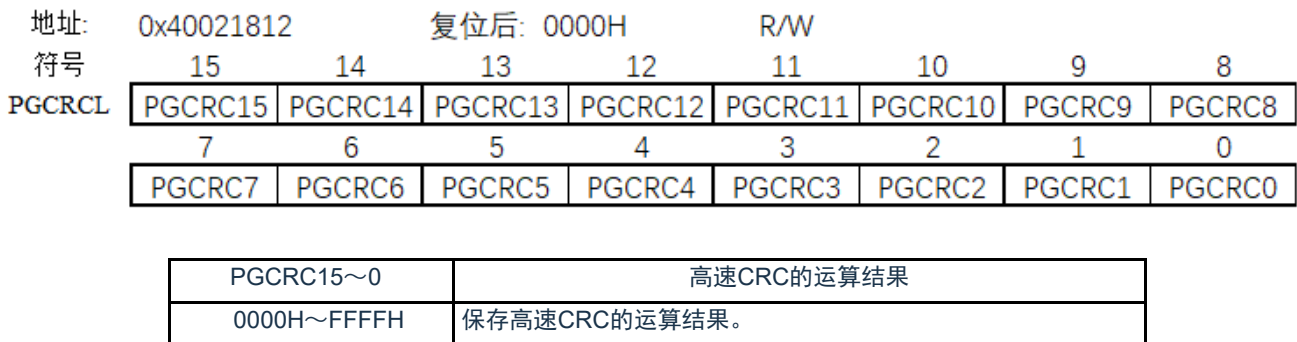 地址: 0x40021812 复位后: 0000H R/W
符号 15 14 13 12 11 10 9 8
PGCRCL PGCRC15 PGCRC14 PGCRC13 PGCRC12 PGCRC11 PGCRC10 PGCRC9 PGCRC8
7 6 5 4 3 2 1 0
PGCRC7 PGCRC6 PGCRC5 PGCRC4 PGCRC3 PGCRC2 PGCRC1 PGCRC0
PGCRC15～0 高速CRC的运算结果
0000H～FFFFH 保存高速CRC的运算结果。